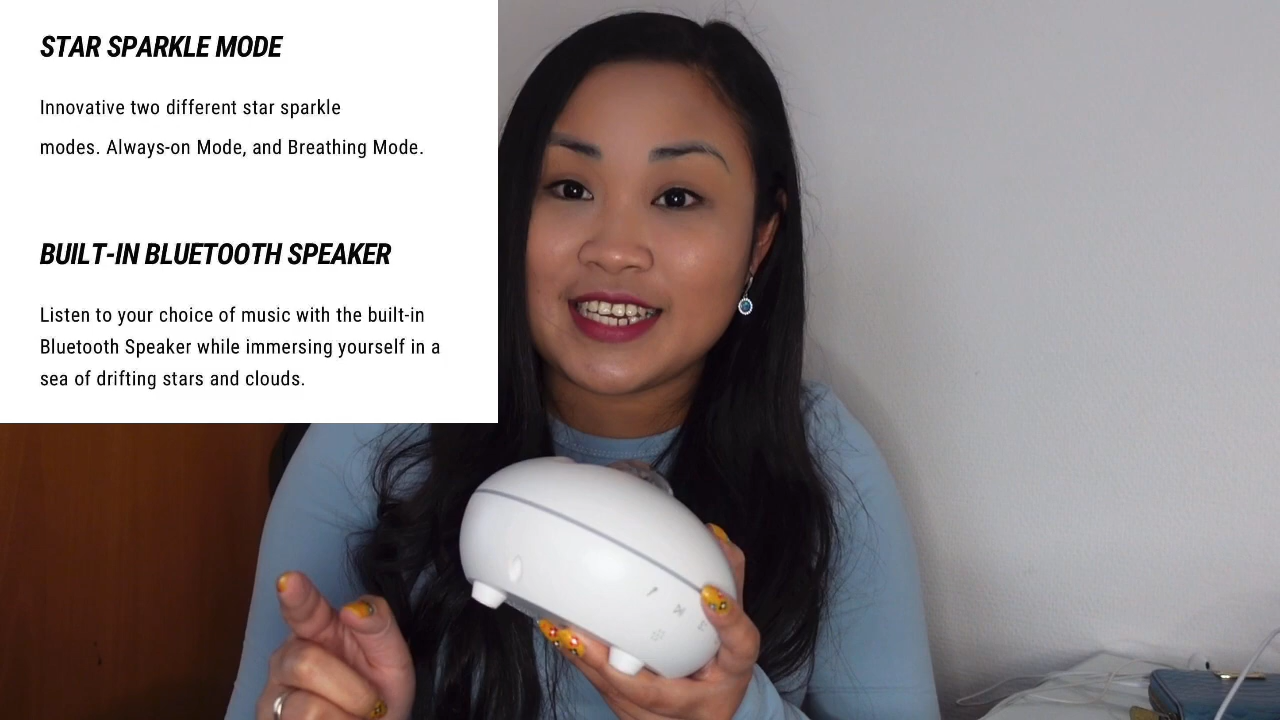 STAR SPARKLE MODE
Innovative two different star sparkle
modes. Always-on Mode, and Breathing Mode.
BUILT-IN BLUETOOTH SPEAKER
Listen to your choice of music with the built-in
Bluetooth Speaker while immersing yourself in a
sea of drifting stars and clouds.